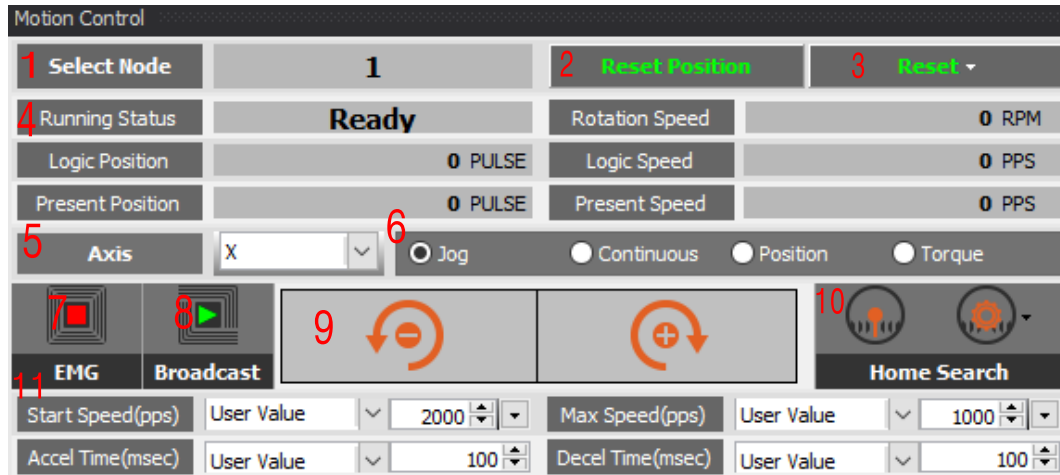 Motion Control
1 Select Node 1 2 Reset Position 3 Reset
4 Running Status Ready Rotation Speed 0 RPM
Logic Position 0 PULSE Logic Speed 0 PPS
Present Position 0 PULSE Present Speed 0 PPS
5 Axis X 6 Jog Continuous Position Torque
7 8 9 10
EMG Broadcast Home Search
11
Start Speed(pps) User Value 2000 Max Speed(pps) User Value 1000
Accel Time(msec) User Value 100 Decel Time(msec) User Value 100